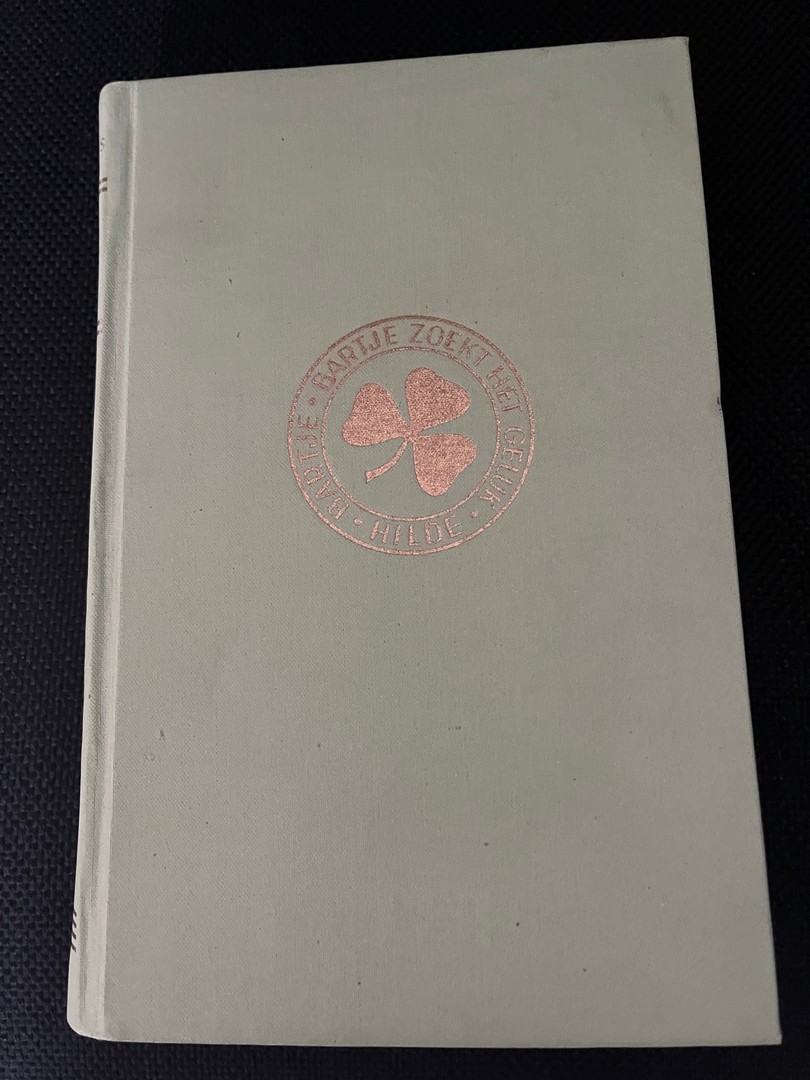 BARTJE • BARTJE ZOEKT HET GELUK • HILDE •
S